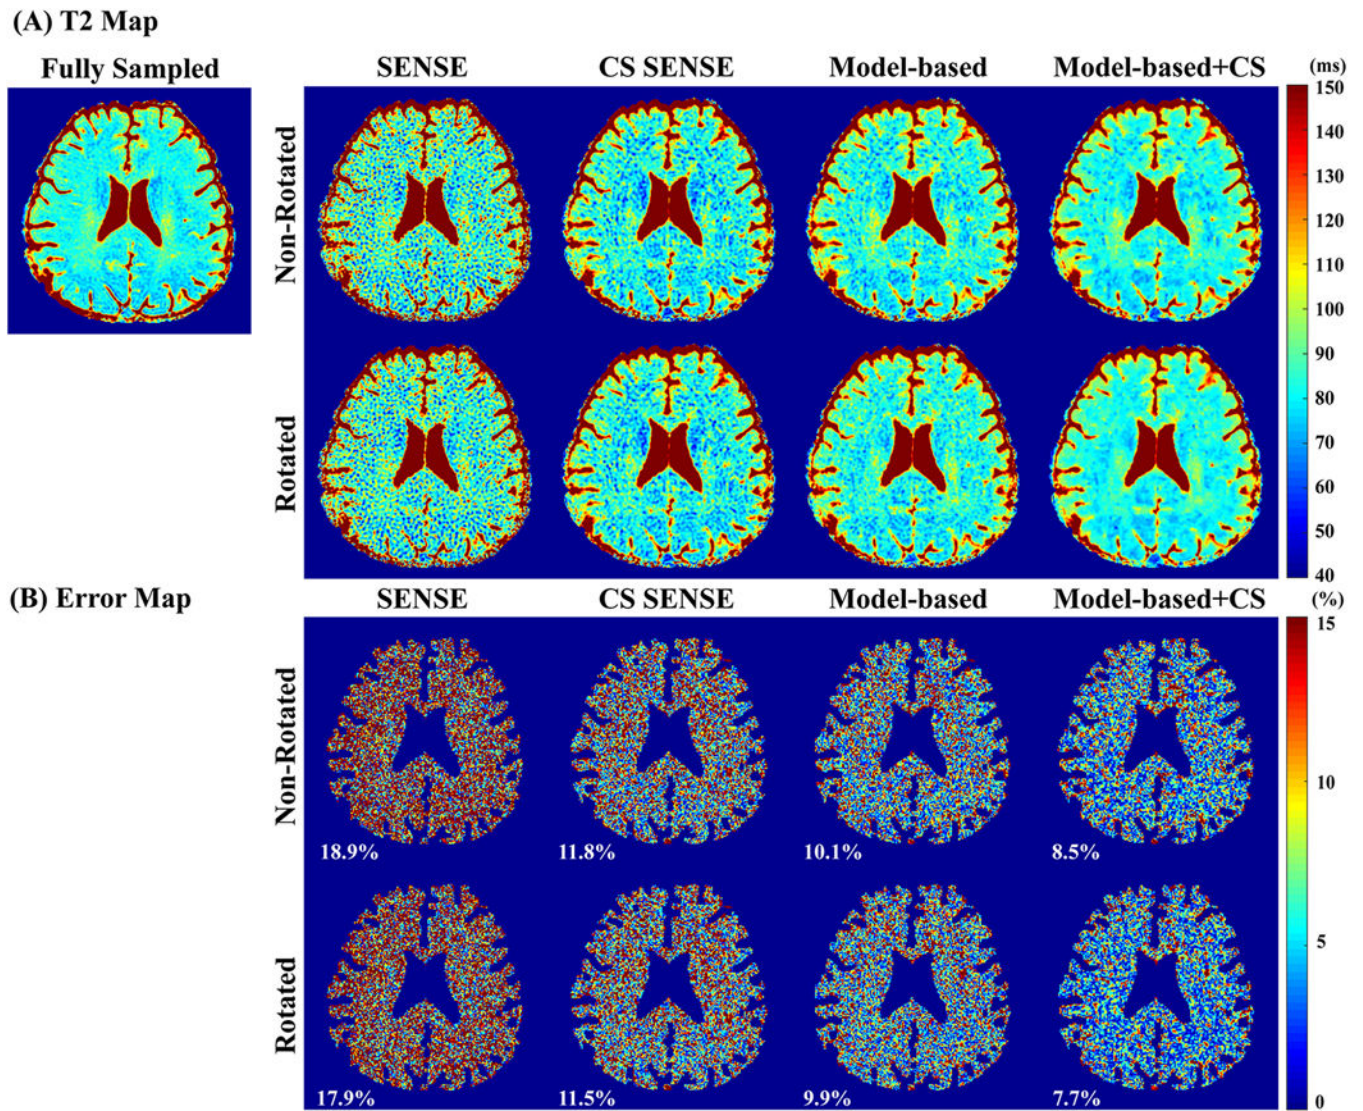 (A) T2 Map
Fully Sampled
SENSE CS SENSE Model-based Model-based+CS (ms)
Non-Rotated
Rotated
150
140
130
120
110
100
90
80
70
60
50
40
(B) Error Map
SENSE CS SENSE Model-based Model-based+CS (%)
Non-Rotated
18.9% 11.8% 10.1% 8.5%
Rotated
17.9% 11.5% 9.9% 7.7%
15
10
5
0